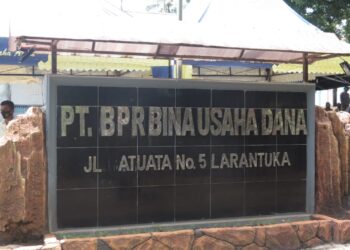 PT. BPR BINA USAHA DANA
JL ATUATA No. 5 LARANTUKA